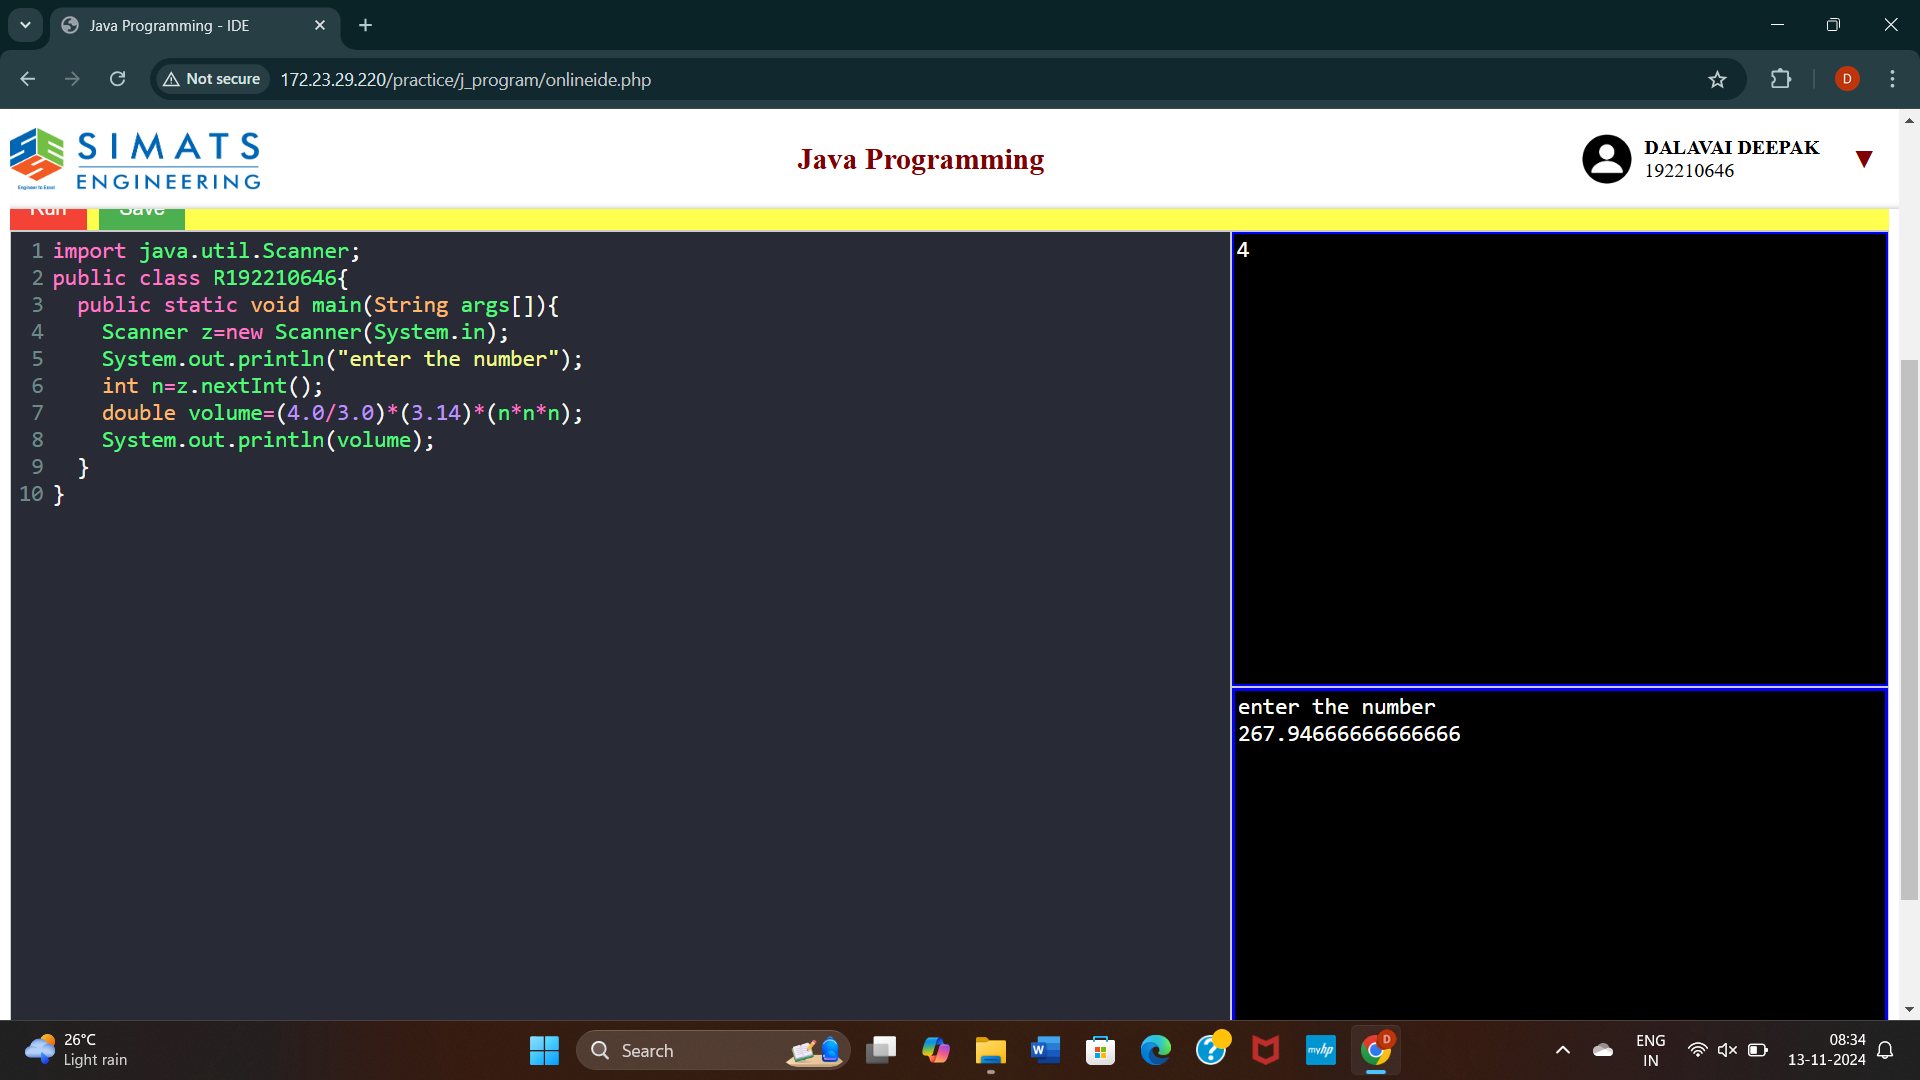 Java Programming - IDE
Not secure
172.23.29.220/practice/j_program/onlineide.php
D
SIMATS
ENGINEERING
Engineer to Excel
Java Programming
DALAVAI DEEPAK
192210646
Run
Save
1 import java.util.Scanner;
2 public class R192210646{
3 public static void main(String args[]){
4 Scanner z=new Scanner(System.in);
5 System.out.println("enter the number");
6 int n=z.nextInt();
7 double volume=(4.0/3.0)*(3.14)*(n*n*n);
8 System.out.println(volume);
9 }
10 }
4
enter the number
267.94666666666666
26°C
Light rain
Search
W
?
myhp
D
ENG
IN
08:34
13-11-2024